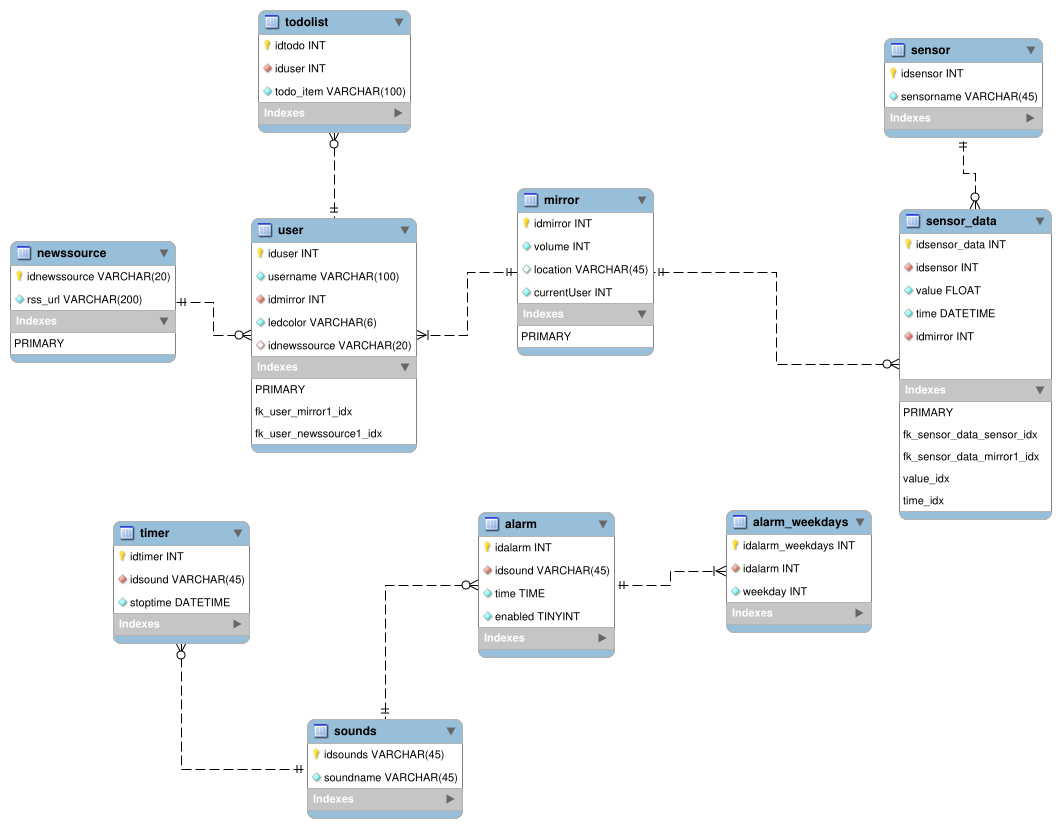 todolist
idtodo INT
iduser INT
todo_item VARCHAR(100)
Indexes
sensor
idsensor INT
sensorname VARCHAR(45)
Indexes
mirror
idmirror INT
volume INT
location VARCHAR(45)
currentUser INT
Indexes
PRIMARY
sensor_data
idsensor_data INT
idsensor INT
value FLOAT
time DATETIME
idmirror INT
Indexes
PRIMARY
fk_sensor_data_sensor_idx
fk_sensor_data_mirror1_idx
value_idx
time_idx
user
iduser INT
username VARCHAR(100)
idmirror INT
ledcolor VARCHAR(6)
idnewssource VARCHAR(20)
Indexes
PRIMARY
fk_user_mirror1_idx
fk_user_newssource1_idx
newssource
idnewssource VARCHAR(20)
rss_url VARCHAR(200)
Indexes
PRIMARY
timer
idtimer INT
idsound VARCHAR(45)
stoptime DATETIME
Indexes
alarm
idalarm INT
idsound VARCHAR(45)
time TIME
enabled TINYINT
Indexes
alarm_weekdays
idalarm_weekdays INT
idalarm INT
weekday INT
Indexes
sounds
idsounds VARCHAR(45)
soundname VARCHAR(45)
Indexes